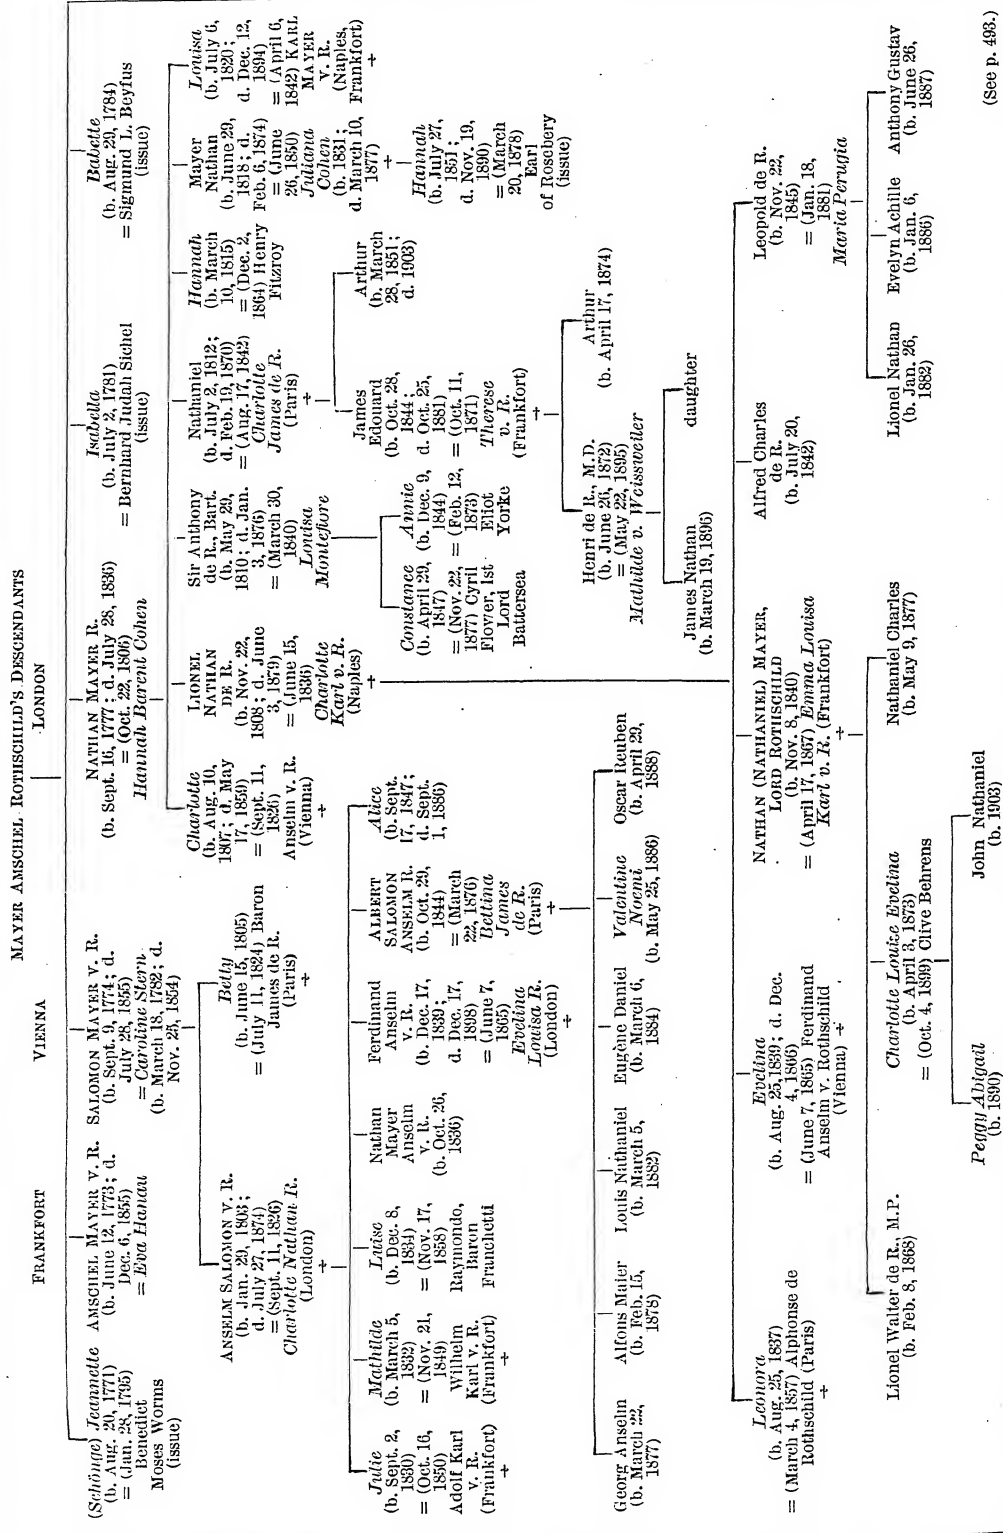 MAYER AMSCHEL ROTHSCHILD'S DESCENDANTS
FRANKFORT
VIENNA
LONDON
(Schönge) Jeannette
(b. Aug. 20, 1771)
= (Jan. 28, 1795)
Benedict
Moses Worms
(issue)
AMSCHEL MAYER v. R.
(b. June 12, 1773; d.
Dec. 6, 1855)
= Eva Hanau
SALOMON MAYER v. R.
(b. Sept. 9, 1774; d.
July 28, 1855)
= Caroline Stern
(b. March 18, 1782; d.
Nov. 25, 1854)
NATHAN MAYER R.
(b. Sept. 16, 1777; d. July 28, 1836)
= (Oct. 22, 1806)
Hannah Barent Cohen
Isabella
(b. July 2, 1781)
= Bernhard Judah Sichel
(issue)
Babette
(b. Aug. 29, 1784)
= Sigmund L. Beyfus
(issue)
ANSELM SALOMON v. R.
(b. Jan. 29, 1803;
d. July 27, 1874)
= (Sept. 11, 1826)
Charlotte Nathan R.
(London)
+
Betty
(b. June 15, 1805)
= (July 11, 1824) Baron
James de R.
(Paris)
+
Charlotte
(b. Aug. 10,
1807; d. May
17, 1859)
= (Sept. 11,
1826)
Anselm v. R.
(Vienna)
+
LIONEL
NATHAN
DE R.
(b. Nov. 22,
1808; d. June
3, 1879)
= (June 15,
1836)
Charlotte
Karl v. R.
(Naples)
+
Sir Anthony
de R., Bart.
(b. May 29,
1810; d. Jan.
3, 1876)
= (March 30,
1840)
Louisa
Montefiore
Nathaniel
(b. July 2, 1812;
d. Feb. 19, 1870)
= (Aug. 17, 1842)
Charlotte
James de R.
(Paris)
+
Hannah
(b. March
10, 1815)
= (Dec. 2,
1864) Henry
Fitzroy
Mayer
Nathan
(b. June 29,
1818; d.
Feb. 6, 1874)
= (June
26, 1850)
Juliana
Cohen
(b. 1831;
d. March 10,
1877)
+
Louisa
(b. July 6,
1820;
d. Dec. 12,
1894)
= (April 6,
1842) KARL
MAYER
v. R.
(Naples,
Frankfort)
+
Julie
(b. Sept. 2,
1830)
= (Oct. 16,
1850)
Adolf Karl
v. R.
(Frankfort)
+
Mathilde
(b. March 5,
1832)
= (Nov. 21,
1849)
Wilhelm
Karl v. R.
(Frankfort)
+
Luise
(b. Dec. 8,
1834)
= (Nov. 17,
1858)
Raymondo,
Baron
Franchetti
Nathan
Mayer
Anselm
v. R.
(b. Oct. 26,
1836)
Ferdinand
Anselm
v. R.
(b. Dec. 17,
1839;
d. Dec. 17,
1898)
= (June 7,
1865)
Evelina
Louisa R.
(London)
+
ALBERT
SALOMON
ANSELM R.
(b. Oct. 29,
1844)
= (March
22, 1876)
Bettina
James
de R.
(Paris)
+
Alice
(b. Sept.
17, 1847;
d. Sept.
1, 1886)
Constance
(b. April 29,
1847)
= (Nov. 22,
1877) Cyril
Flower, 1st
Lord
Battersea
Annie
(b. Dec. 9,
1844)
= (Feb. 12,
1873)
Eliot
Yorke
James
Edouard
(b. Oct. 28,
1844;
d. Oct. 25,
1881)
= (Oct. 11,
1871)
Therese
v. R.
(Frankfort)
+
Arthur
(b. March
28, 1851;
d. 1903)
Hannah
(b. July 27,
1851;
d. Nov. 19,
1890)
= (March
20, 1878)
Earl
of Rosebery
(issue)
Georg Anselm
(b. March 22,
1877)
Alfons Maier
(b. Feb. 15,
1878)
Louis Nathaniel
(b. March 5,
1882)
Eugène Daniel
(b. March 6,
1884)
Valentine
Noemi
(b. May 25, 1886)
Oscar Reuben
(b. April 29,
1888)
Henri de R., M.D.
(b. June 26, 1872)
= (May 22, 1895)
Mathilde v. Weissweiler
Arthur
(b. April 17, 1874)
James Nathan
(b. March 19, 1896)
daughter
Leonora
(b. Aug. 25, 1837)
= (March 4, 1857) Alphonse de
Rothschild (Paris)
+
Evelina
(b. Aug. 25, 1839; d. Dec.
4, 1866)
= (June 7, 1865) Ferdinand
Anselm v. Rothschild
(Vienna) +
NATHAN (NATHANIEL) MAYER,
LORD ROTHSCHILD
(b. Nov. 8, 1840)
= (April 17, 1867) Emma Louisa
Karl v. R. (Frankfort)
+
Alfred Charles
de R.
(b. July 20,
1842)
Leopold de R.
(b. Nov. 22,
1845)
= (Jan. 18,
1881)
Maria Perugia
Lionel Walter de R., M.P.
(b. Feb. 8, 1868)
Charlotte Louise Evelina
(b. April 3, 1873)
= (Oct. 4, 1899) Clive Behrens
Nathaniel Charles
(b. May 9, 1877)
Lionel Nathan
(b. Jan. 26,
1882)
Evelyn Achille
(b. Jan. 6,
1886)
Anthony Gustav
(b. June 26,
1887)
Peggy Abigail
(b. 1890)
John Nathaniel
(b. 1903)
(See p. 493.)